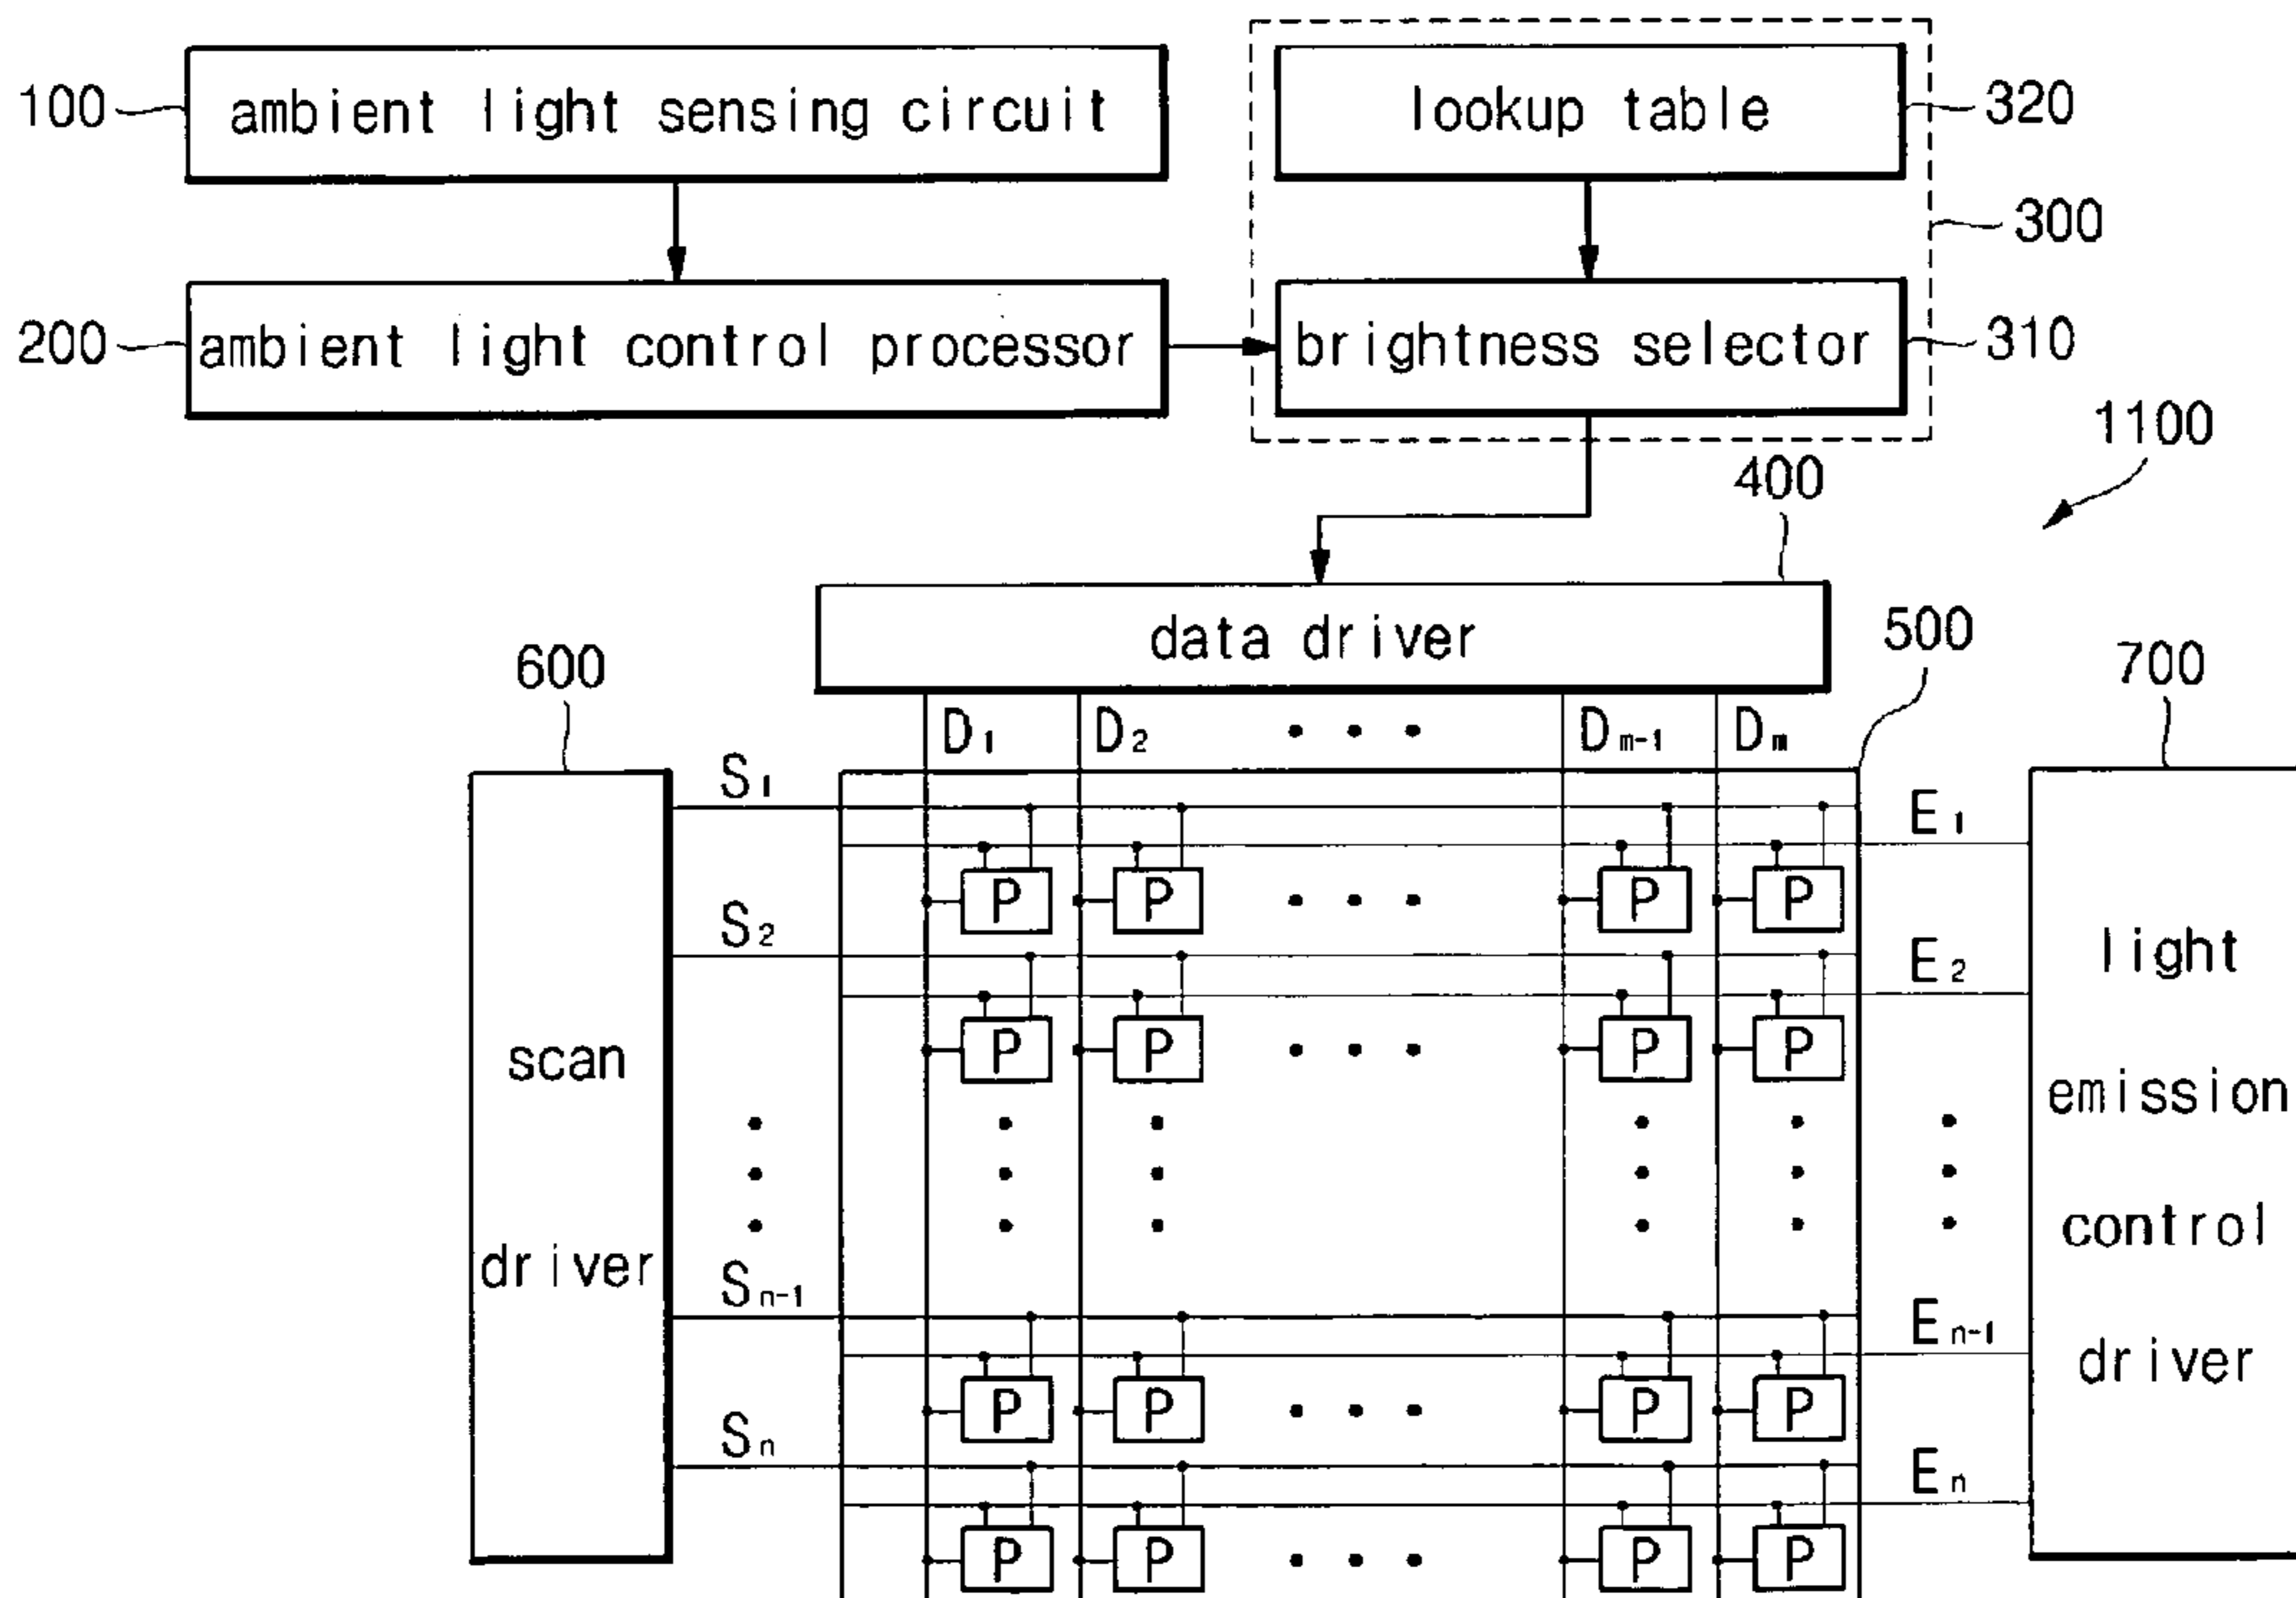 100 ambient light sensing circuit
lookup table 320
300
200 ambient light control processor
brightness selector 310
1100
400
data driver
500
600
700
D1 D2 • • • Dm-1 Dm
S1
E1
P P • • • P P
S2
E2
P P • • • P P
scan
driver
light
emission
control
driver
Sn-1
En-1
P P • • • P P
Sn
En
P P • • • P P